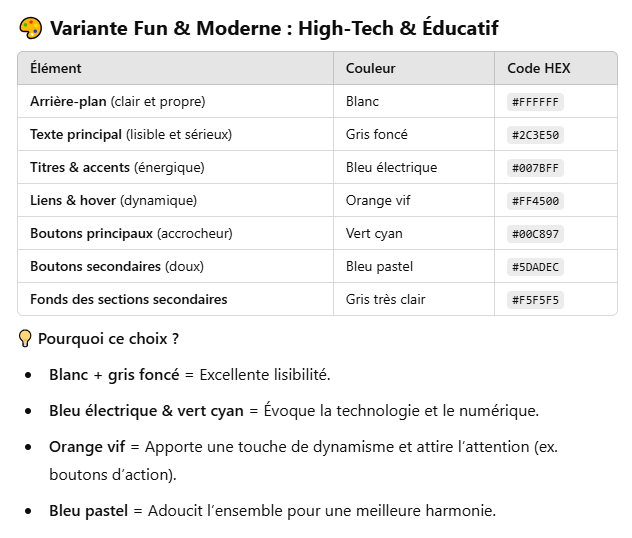 🎨 Variante Fun & Moderne : High-Tech & Éducatif
Élément Couleur Code HEX
Arrière-plan (clair et propre) Blanc #FFFFFF
Texte principal (lisible et sérieux) Gris foncé #2C3E50
Titres & accents (énergique) Bleu électrique #007BFF
Liens & hover (dynamique) Orange vif #FF4500
Boutons principaux (accrocheur) Vert cyan #00C897
Boutons secondaires (doux) Bleu pastel #5DADEC
Fonds des sections secondaires Gris très clair #F5F5F5
💡 Pourquoi ce choix ?
• Blanc + gris foncé = Excellente lisibilité.
• Bleu électrique & vert cyan = Évoque la technologie et le numérique.
• Orange vif = Apporte une touche de dynamisme et attire l’attention (ex.
boutons d’action).
• Bleu pastel = Adoucit l’ensemble pour une meilleure harmonie.